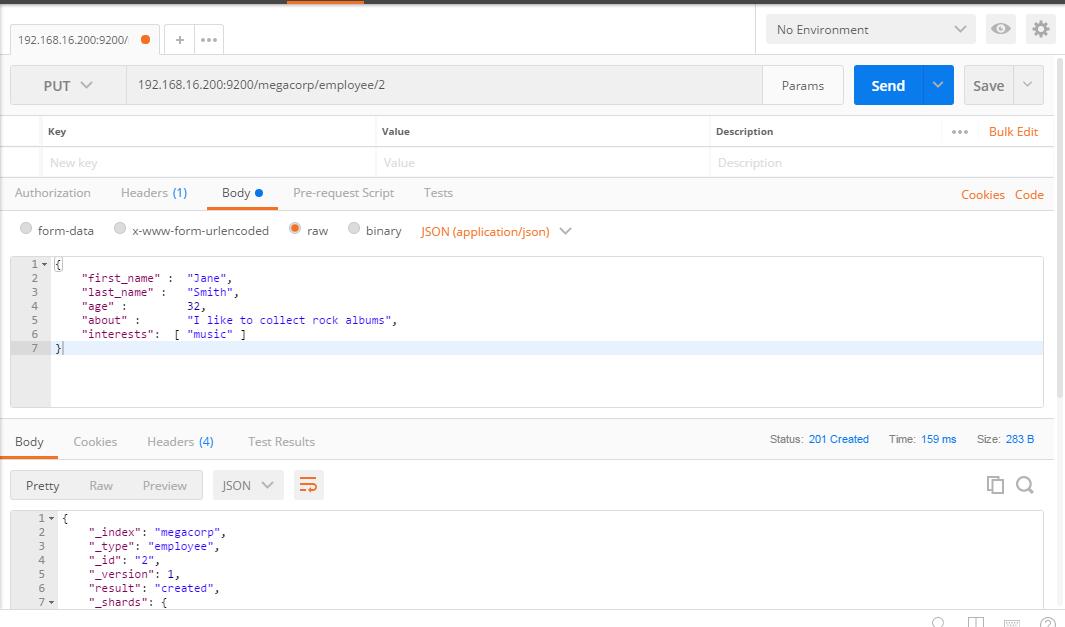 192.168.16.200:9200/
+
No Environment
PUT
192.168.16.200:9200/megacorp/employee/2
Params
Send
Save
Key Value Description ••• Bulk Edit
New key Value Description
Authorization Headers (1) Body Pre-request Script Tests Cookies Code
form-data x-www-form-urlencoded raw binary JSON (application/json)
1 {
2 "first_name" : "Jane",
3 "last_name" : "Smith",
4 "age" : 32,
5 "about" : "I like to collect rock albums",
6 "interests": [ "music" ]
7 }
Body Cookies Headers (4) Test Results Status: 201 Created Time: 159 ms Size: 283 B
Pretty Raw Preview JSON
1 {
2 "_index": "megacorp",
3 "_type": "employee",
4 "_id": "2",
5 "_version": 1,
6 "result": "created",
7 "_shards": {